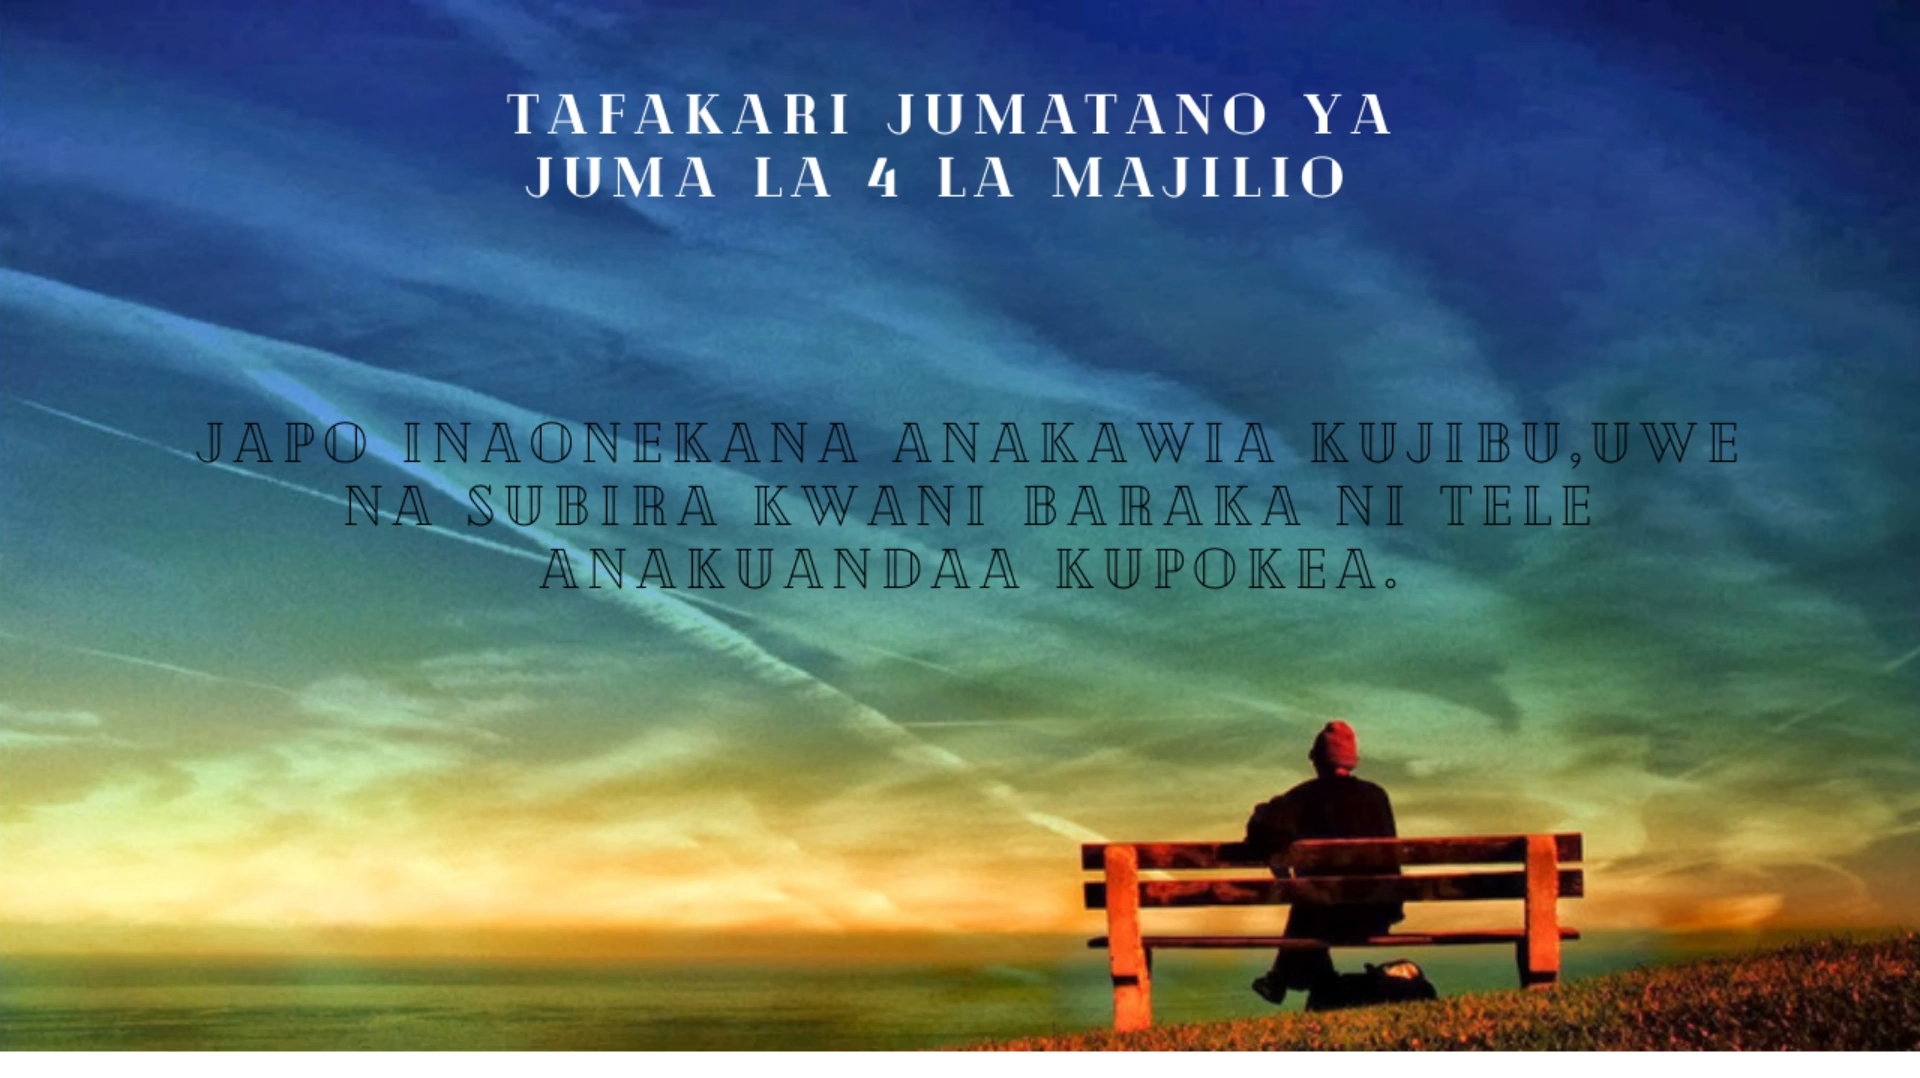 TAFAKARI JUMATANO YA
JUMA LA 4 LA MAJILIO
JAPO INAONEKANA ANAKAWIA KUJIBU,UWE
NA SUBIRA KWANI BARAKA NI TELE
ANAKUANDAA KUPOKEA.